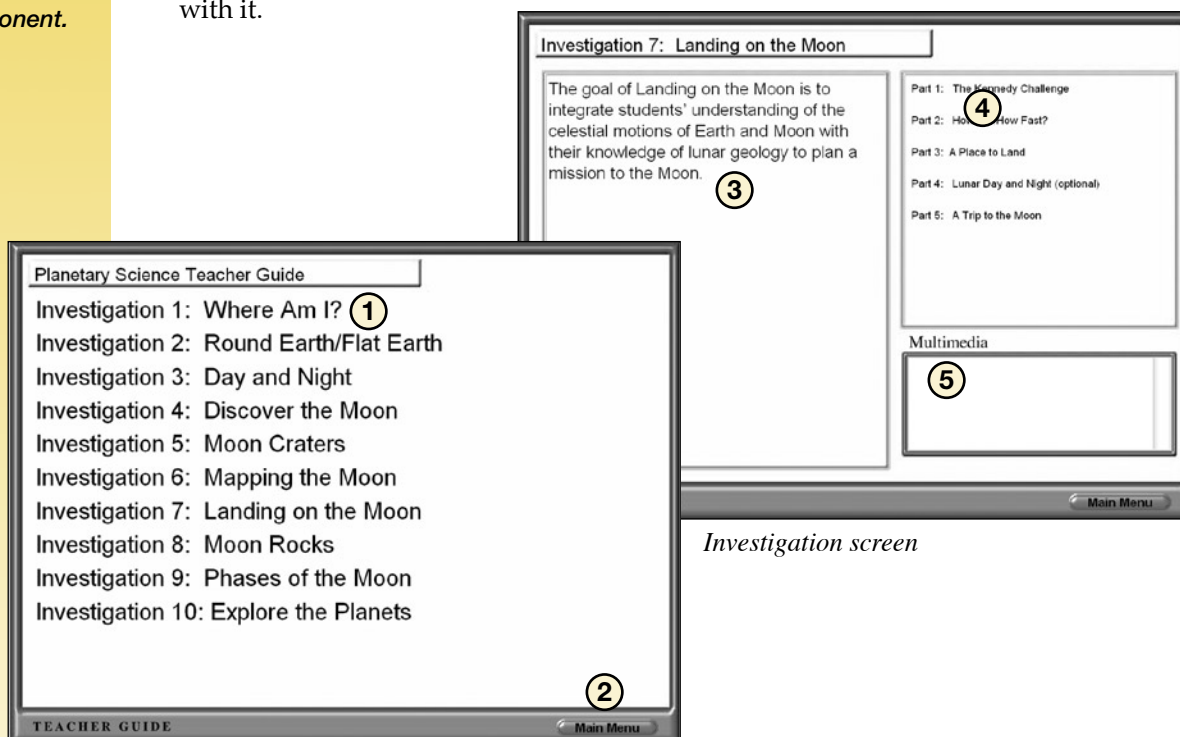 onent.
with it.
Investigation 7: Landing on the Moon
The goal of Landing on the Moon is to
integrate students' understanding of the
celestial motions of Earth and Moon with
their knowledge of lunar geology to plan a
mission to the Moon.
3
Part 1: The Kennedy Challenge
4
Part 2: How Fast?
Part 3: A Place to Land
Part 4: Lunar Day and Night (optional)
Part 5: A Trip to the Moon
Multimedia
5
Main Menu
Investigation screen
Planetary Science Teacher Guide
Investigation 1: Where Am I?
1
Investigation 2: Round Earth/Flat Earth
Investigation 3: Day and Night
Investigation 4: Discover the Moon
Investigation 5: Moon Craters
Investigation 6: Mapping the Moon
Investigation 7: Landing on the Moon
Investigation 8: Moon Rocks
Investigation 9: Phases of the Moon
Investigation 10: Explore the Planets
2
TEACHER GUIDE
Main Menu